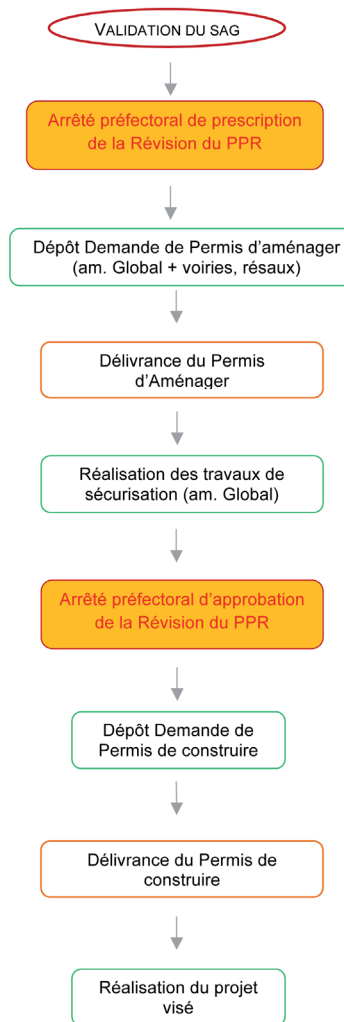 VALIDATION DU SAG
Arrêté préfectoral de prescription
de la Révision du PPR
Dépôt Demande de Permis d'aménager
(am. Global + voiries, résaux)
Délivrance du Permis
d'Aménager
Réalisation des travaux de
sécurisation (am. Global)
Arrêté préfectoral d'approbation
de la Révision du PPR
Dépôt Demande de
Permis de construire
Délivrance du Permis de
construire
Réalisation du projet
visé